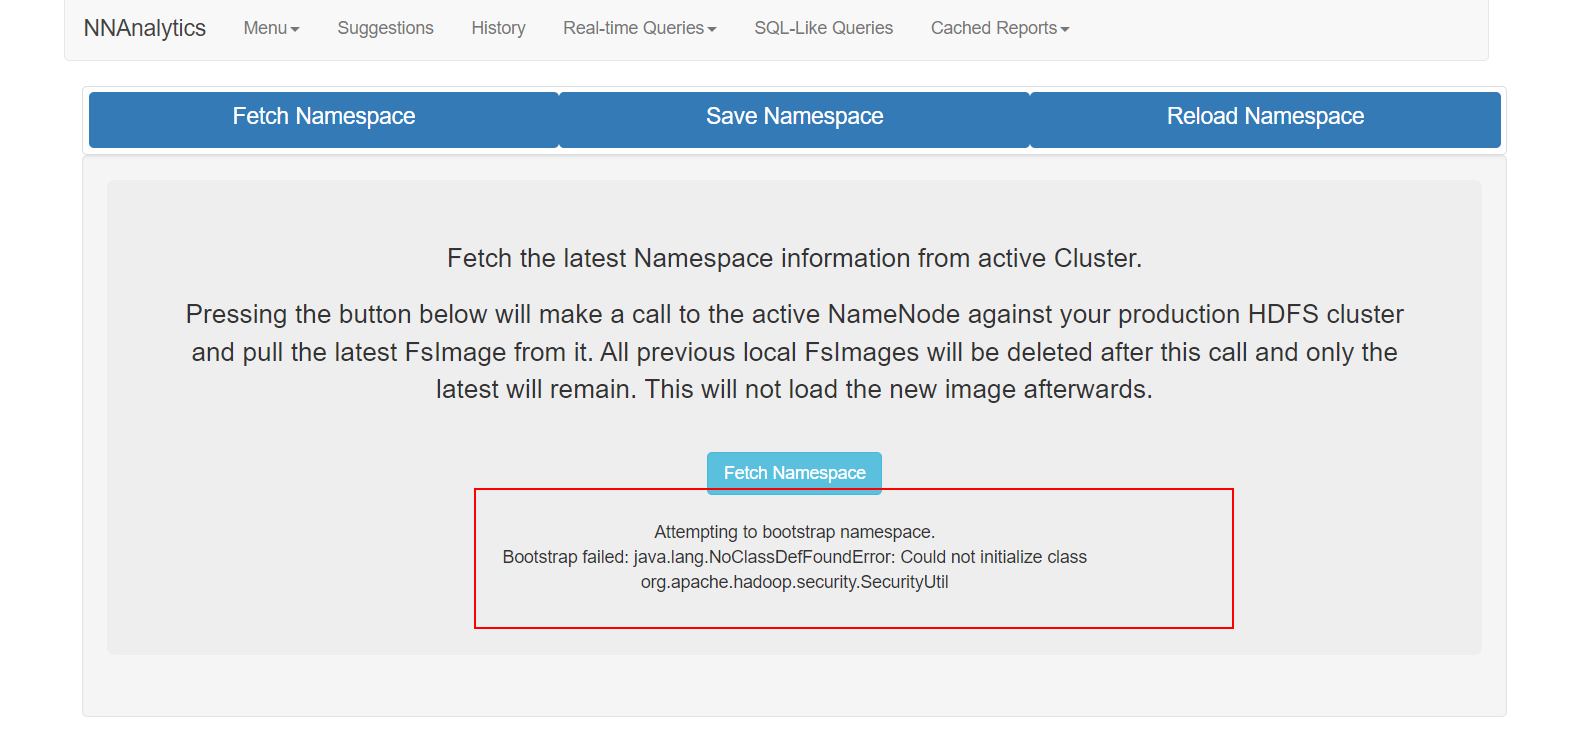 NNAnalytics Menu Suggestions History Real-time Queries SQL-Like Queries Cached Reports
Fetch Namespace Save Namespace Reload Namespace
Fetch the latest Namespace information from active Cluster.
Pressing the button below will make a call to the active NameNode against your production HDFS cluster
and pull the latest FsImage from it. All previous local FsImages will be deleted after this call and only the
latest will remain. This will not load the new image afterwards.
Fetch Namespace
Attempting to bootstrap namespace.
Bootstrap failed: java.lang.NoClassDefFoundError: Could not initialize class
org.apache.hadoop.security.SecurityUtil